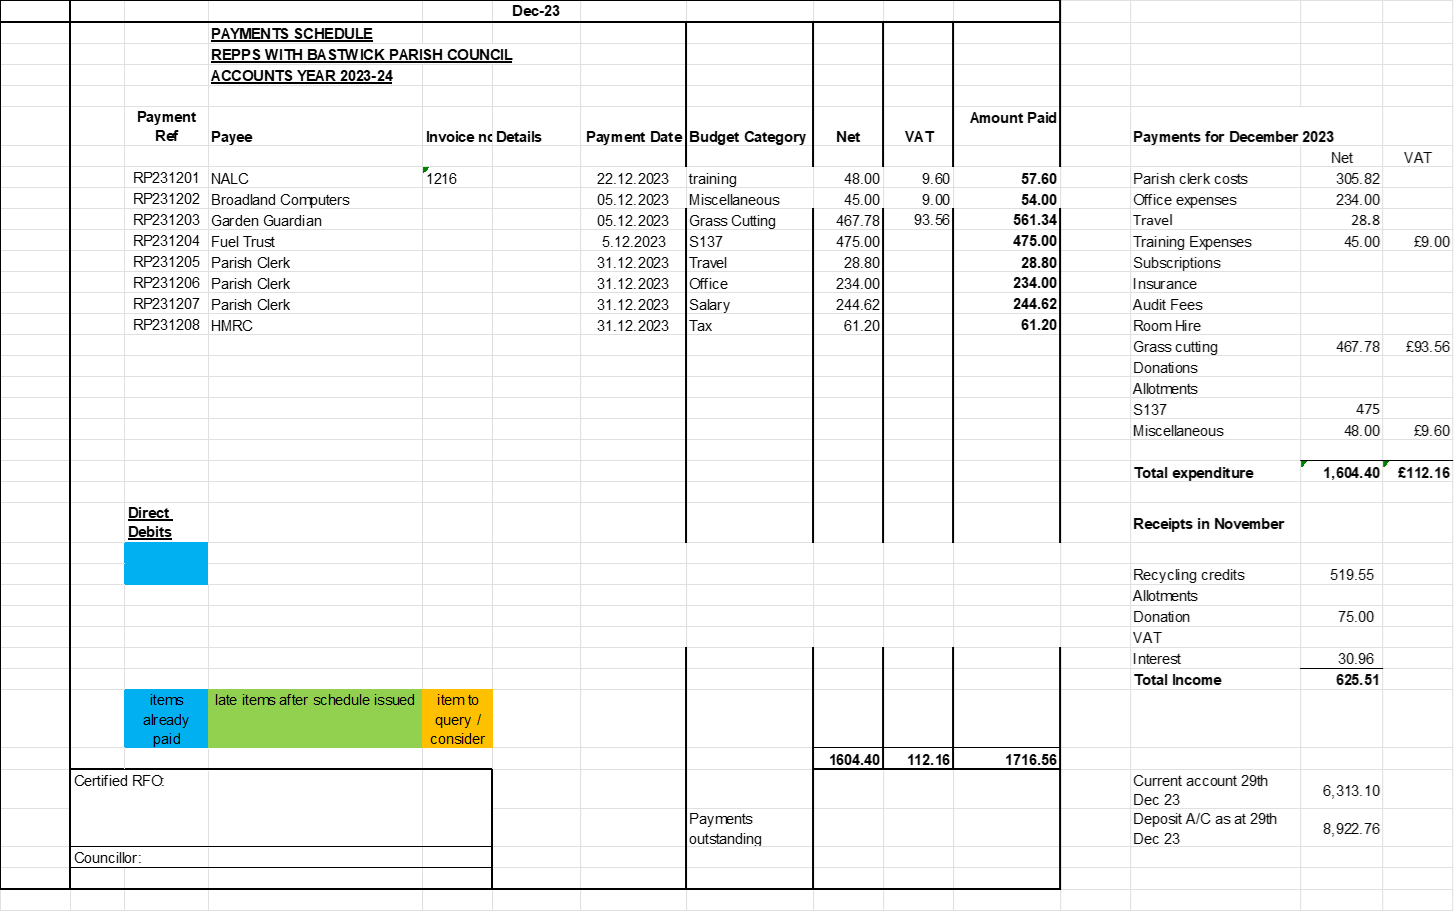 Dec-23
PAYMENTS SCHEDULE
REPPS WITH BASTWICK PARISH COUNCIL
ACCOUNTS YEAR 2023-24
Payment Ref Payee Invoice no Details Payment Date Budget Category Net VAT Amount Paid Payments for December 2023
Net VAT
RP231201 NALC 1216 22.12.2023 training 48.00 9.60 57.60 Parish clerk costs 305.82
RP231202 Broadland Computers 05.12.2023 Miscellaneous 45.00 9.00 54.00 Office expenses 234.00
RP231203 Garden Guardian 05.12.2023 Grass Cutting 467.78 93.56 561.34 Travel 28.8
RP231204 Fuel Trust 5.12.2023 S137 475.00 475.00 Training Expenses 45.00 £9.00
RP231205 Parish Clerk 31.12.2023 Travel 28.80 28.80 Subscriptions
RP231206 Parish Clerk 31.12.2023 Office 234.00 234.00 Insurance
RP231207 Parish Clerk 31.12.2023 Salary 244.62 244.62 Audit Fees
RP231208 HMRC 31.12.2023 Tax 61.20 61.20 Room Hire
Grass cutting 467.78 £93.56
Donations
Allotments
S137 475
Miscellaneous 48.00 £9.60
Total expenditure 1,604.40 £112.16
Direct
Debits
Receipts in November
Recycling credits 519.55
Allotments
Donation 75.00
VAT
Interest 30.96
Total Income 625.51
items already paid late items after schedule issued item to query / consider
1604.40 112.16 1716.56
Certified RFO:
Current account 29th Dec 23 6,313.10
Payments outstanding
Deposit A/C as at 29th Dec 23 8,922.76
Councillor: